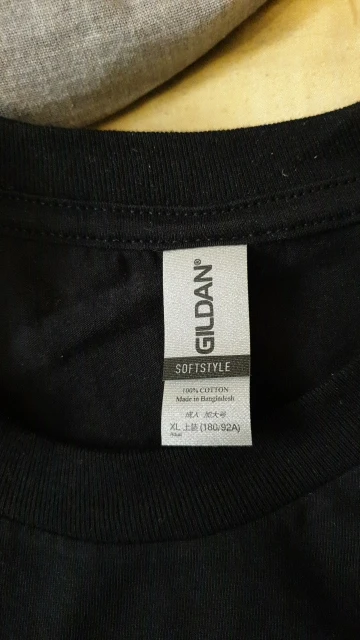 GILDAN®
SOFTSTYLE
100% COTTON
Made in Bangladesh
成人 加大号
XL 上装 (180/92A)